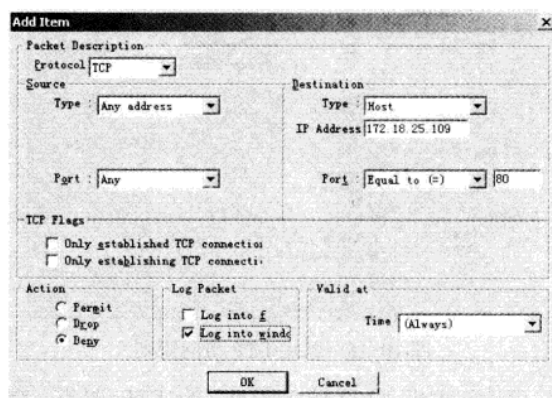 Add Item
Packet Description
Protocol TCP
Source
Type : Any address
Port : Any
Destination
Type : Host
IP Address 172.18.25.109
Port : Equal to (=) 80
TCP Flags
Only established TCP connection
Only establishing TCP connecti
Action
Permit
Drop
Deny
Log Packet
Log into f
Log into wind
Valid at
Time (Always)
OK
Cancel